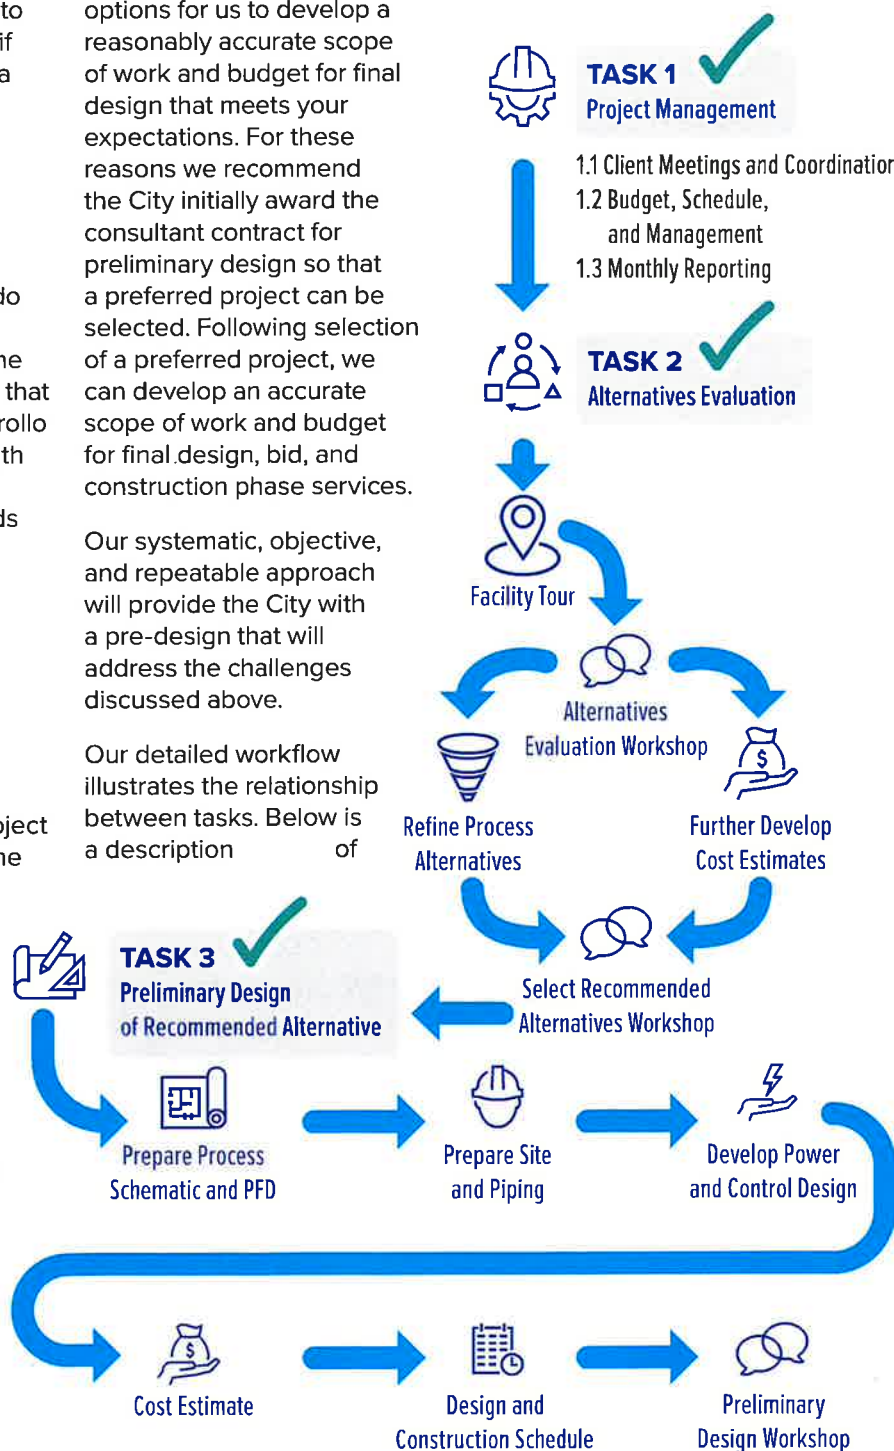 to
if
a
that
rollo
th
options for us to develop a
reasonably accurate scope
of work and budget for final
design that meets your
expectations. For these
reasons we recommend
the City initially award the
consultant contract for
preliminary design so that
a preferred project can be
selected. Following selection
of a preferred project, we
can develop an accurate
scope of work and budget
for final design, bid, and
construction phase services.
Our systematic, objective,
and repeatable approach
will provide the City with
a pre-design that will
address the challenges
discussed above.
Our detailed workflow
illustrates the relationship
between tasks. Below is
a description of
TASK 1
Project Management
1.1 Client Meetings and Coordination
1.2 Budget, Schedule,
and Management
1.3 Monthly Reporting
TASK 2
Alternatives Evaluation
Facility Tour
Alternatives
Evaluation Workshop
$
Refine Process
Alternatives
Further Develop
Cost Estimates
Select Recommended
Alternatives Workshop
TASK 3
Preliminary Design
of Recommended Alternative
Prepare Process
Schematic and PFD
Prepare Site
and Piping
Develop Power
and Control Design
$
Cost Estimate
Design and
Construction Schedule
Preliminary
Design Workshop